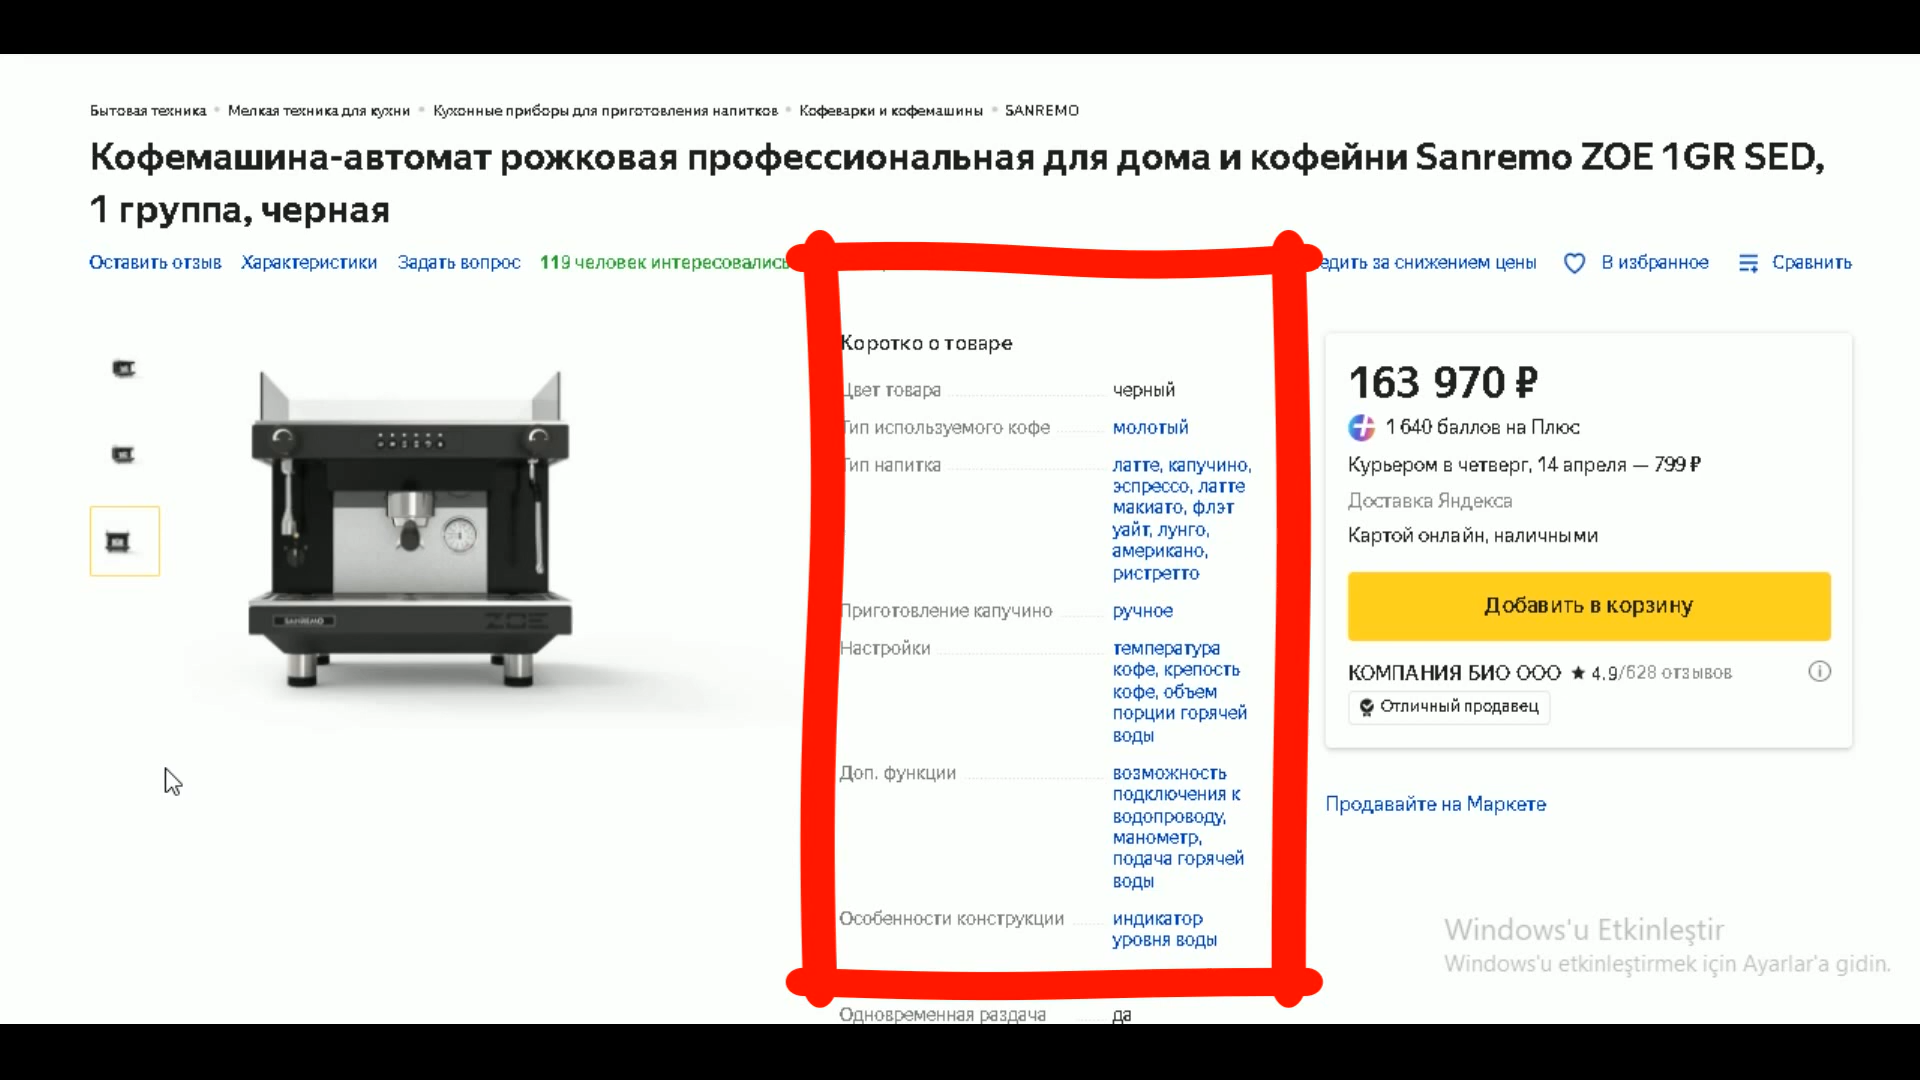 Бытовая техника • Мелкая техника для кухни • Кухонные приборы для приготовления напитков • Кофеварки и кофемашины • SANREMO
Кофемашина-автомат рожковая профессиональная для дома и кофейни Sanremo ZOE 1GR SED,
1 группа, черная
Оставить отзыв Характеристики Задать вопрос 119 человек интересовались
едить за снижением цены В избранное Сравнить
Коротко о товаре
Цвет товара черный
Тип используемого кофе молотый
Тип напитка латте, капучино,
эспрессо, латте
макиато, флэт
уайт, лунго,
американо,
ристретто
Приготовление капучино ручное
Настройки температура
кофе, крепость
кофе, объем
порции горячей
воды
Доп. функции возможность
подключения к
водопроводу,
манометр,
подача горячей
воды
Особенности конструкции индикатор
уровня воды
Одновременная раздача да
163 970 ₽
1 640 баллов на Плюс
Курьером в четверг, 14 апреля — 799 ₽
Доставка Яндекса
Картой онлайн, наличными
Добавить в корзину
КОМПАНИЯ БИО ООО ★ 4.9/628 отзывов
Отличный продавец
Продавайте на Маркете
SANREMO
ZOE
Windows'u Etkinleştir
Windows'u etkinleştirmek için Ayarlar'a gidin.